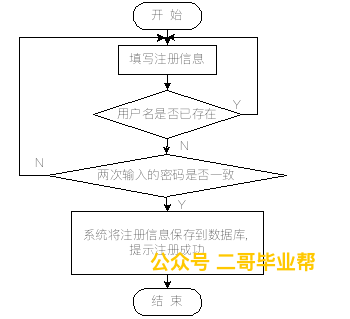 开 始
填写注册信息
用户名是否已存在
Y
N
两次输入的密码是否一致
N
Y
系统将注册信息保存到数据库,
提示注册成功
公众号 二哥毕业帮
结 束